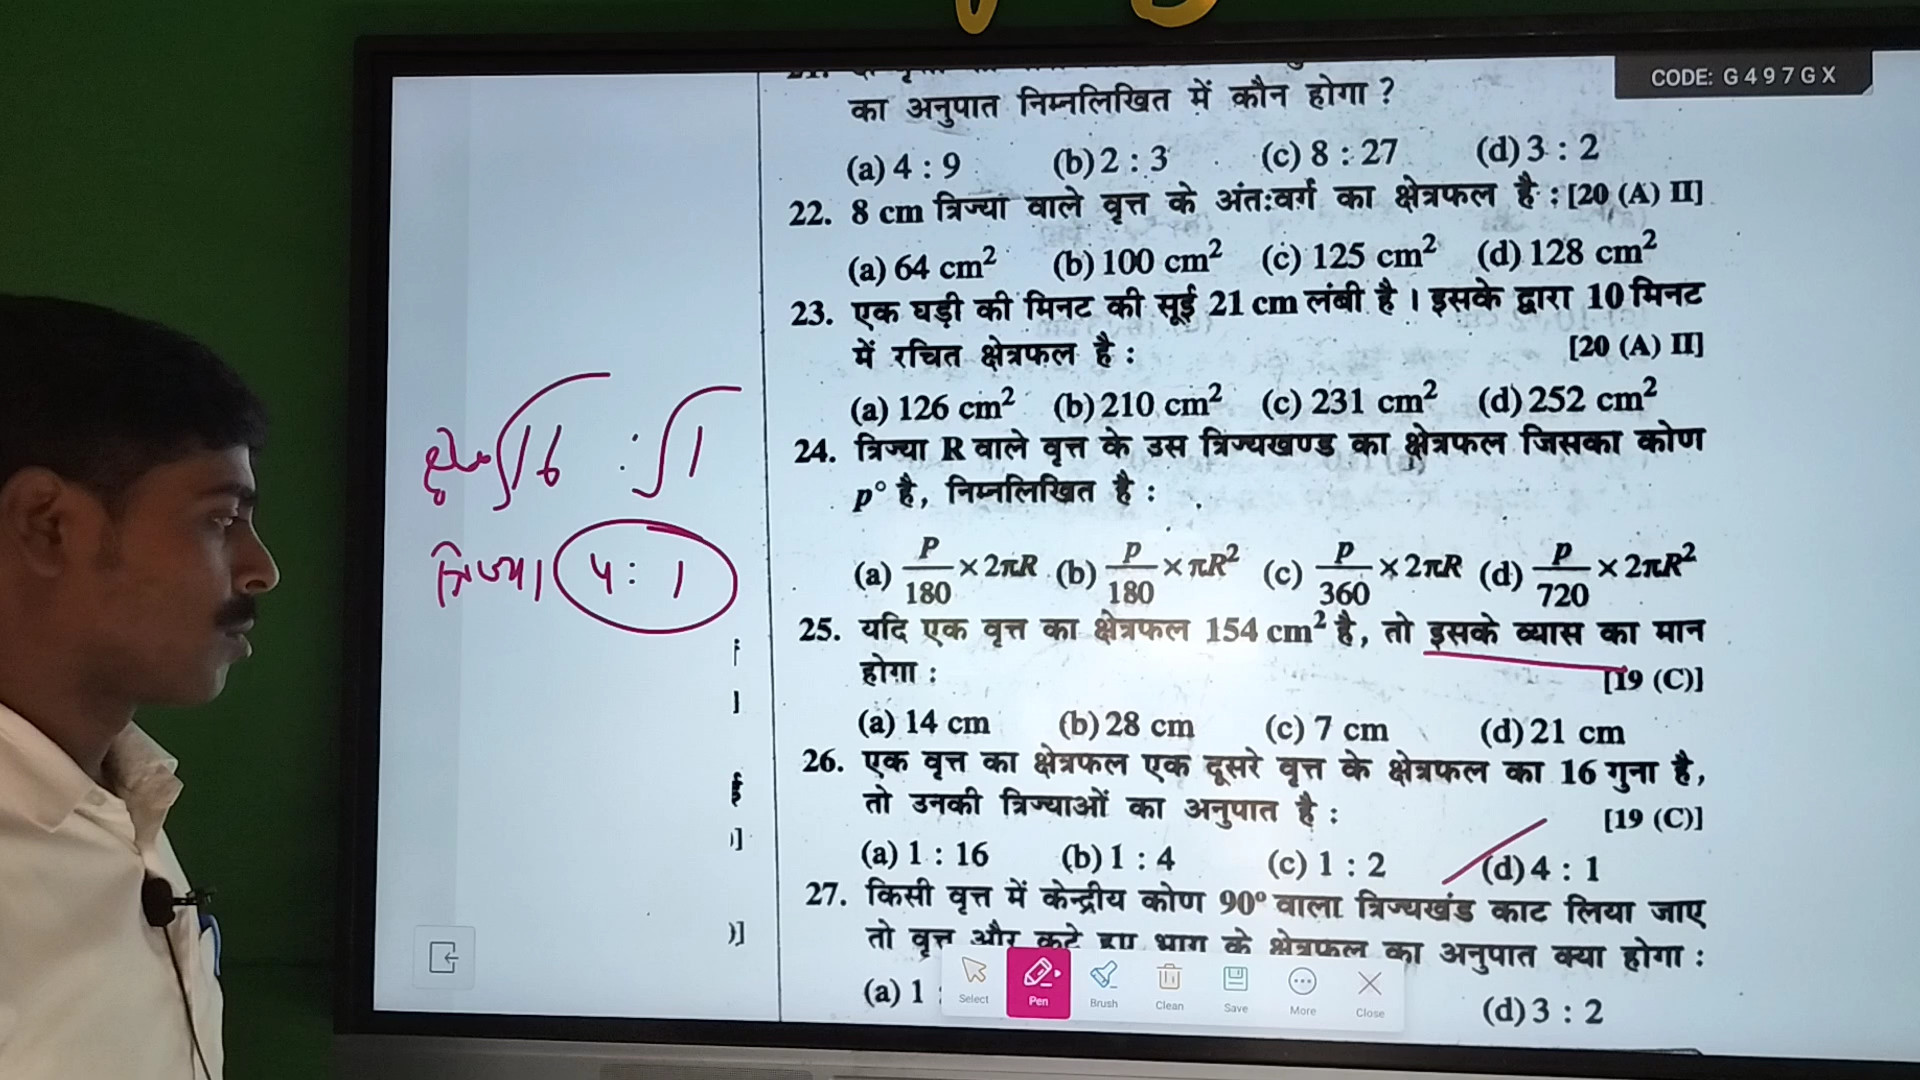 CODE: G497GX
का अनुपात निम्नलिखित में कौन होगा ?
(a) 4 : 9 (b) 2 : 3 (c) 8 : 27 (d) 3 : 2
22. 8 cm त्रिज्या वाले वृत्त के अंतःवर्ग का क्षेत्रफल है : [20 (A) II]
(a) 64 cm² (b) 100 cm² (c) 125 cm² (d) 128 cm²
23. एक घड़ी की मिनट की सूई 21 cm लंबी है । इसके द्वारा 10 मिनट
में रचित क्षेत्रफल है : [20 (A) II]
(a) 126 cm² (b) 210 cm² (c) 231 cm² (d) 252 cm²
24. त्रिज्या R वाले वृत्त के उस त्रिज्यखण्ड का क्षेत्रफल जिसका कोण
p° है, निम्नलिखित है :
(a) P/180 × 2πR (b) p/180 × πR² (c) p/360 × 2πR (d) p/720 × 2πR²
25. यदि एक वृत्त का क्षेत्रफल 154 cm² है, तो इसके व्यास का मान
होगा : [19 (C)]
(a) 14 cm (b) 28 cm (c) 7 cm (d) 21 cm
26. एक वृत्त का क्षेत्रफल एक दूसरे वृत्त के क्षेत्रफल का 16 गुना है,
तो उनकी त्रिज्याओं का अनुपात है : [19 (C)]
(a) 1 : 16 (b) 1 : 4 (c) 1 : 2 (d) 4 : 1
27. किसी वृत्त में केन्द्रीय कोण 90° वाला त्रिज्यखंड काट लिया जाए
तो वृत्त और कटे हुए भाग के क्षेत्रफल का अनुपात क्या होगा :
(a) 1 : (d) 3 : 2
√16 : √1
त्रिज्या 4 : 1
ई
)]
)]
Select Pen Brush Clean Save More Close